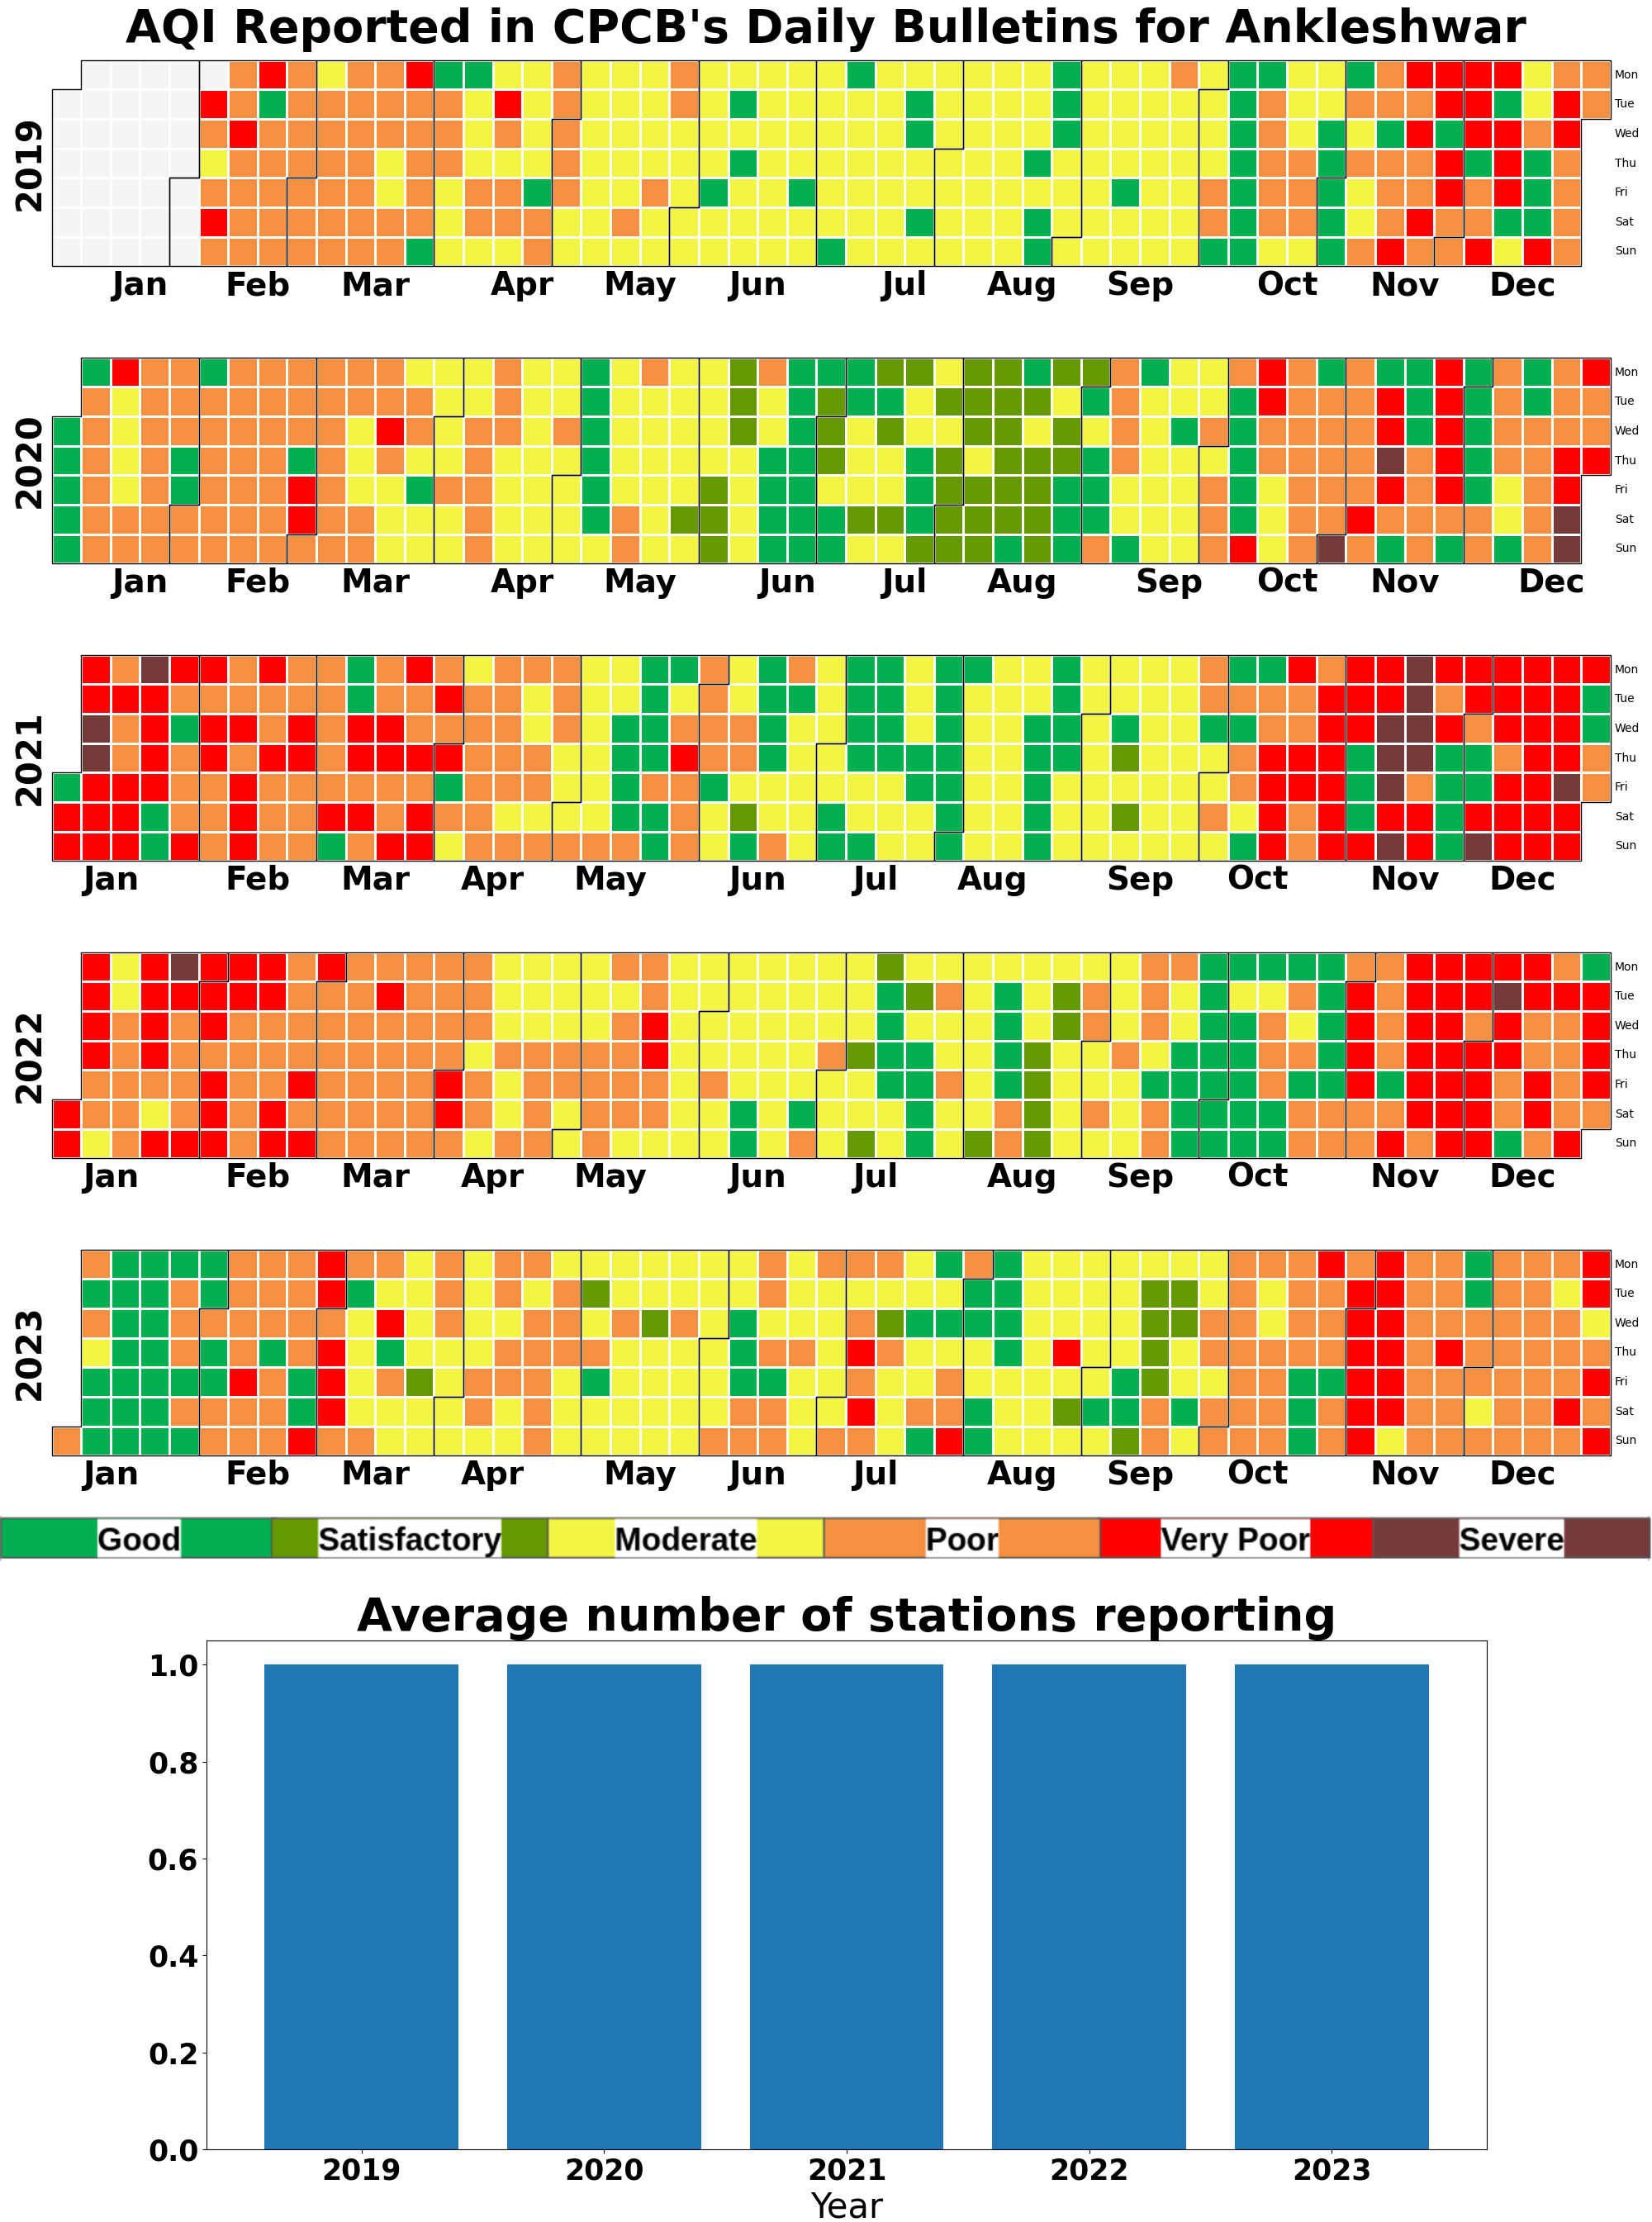 AQI Reported in CPCB's Daily Bulletins for Ankleshwar
2019
Mon
Tue
Wed
Thu
Fri
Sat
Sun
Jan Feb Mar Apr May Jun Jul Aug Sep Oct Nov Dec
2020
Mon
Tue
Wed
Thu
Fri
Sat
Sun
Jan Feb Mar Apr May Jun Jul Aug Sep Oct Nov Dec
2021
Mon
Tue
Wed
Thu
Fri
Sat
Sun
Jan Feb Mar Apr May Jun Jul Aug Sep Oct Nov Dec
2022
Mon
Tue
Wed
Thu
Fri
Sat
Sun
Jan Feb Mar Apr May Jun Jul Aug Sep Oct Nov Dec
2023
Mon
Tue
Wed
Thu
Fri
Sat
Sun
Jan Feb Mar Apr May Jun Jul Aug Sep Oct Nov Dec
Good Satisfactory Moderate Poor Very Poor Severe
Average number of stations reporting
1.0
0.8
0.6
0.4
0.2
0.0
2019 2020 2021 2022 2023
Year